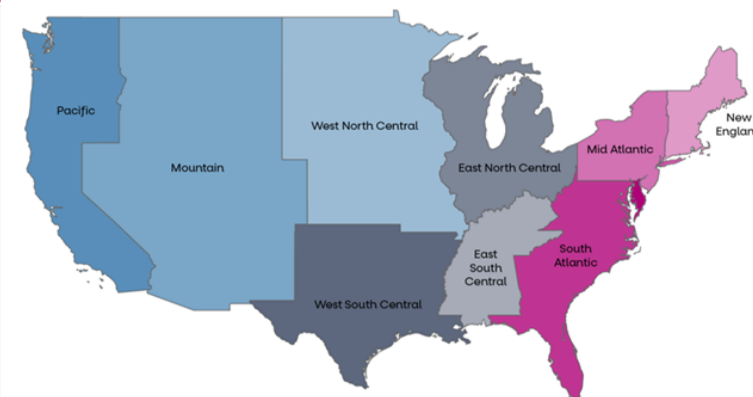 Pacific
Mountain
West North Central
East North Central
Mid Atlantic
New
Englan
West South Central
East
South
Central
South
Atlantic